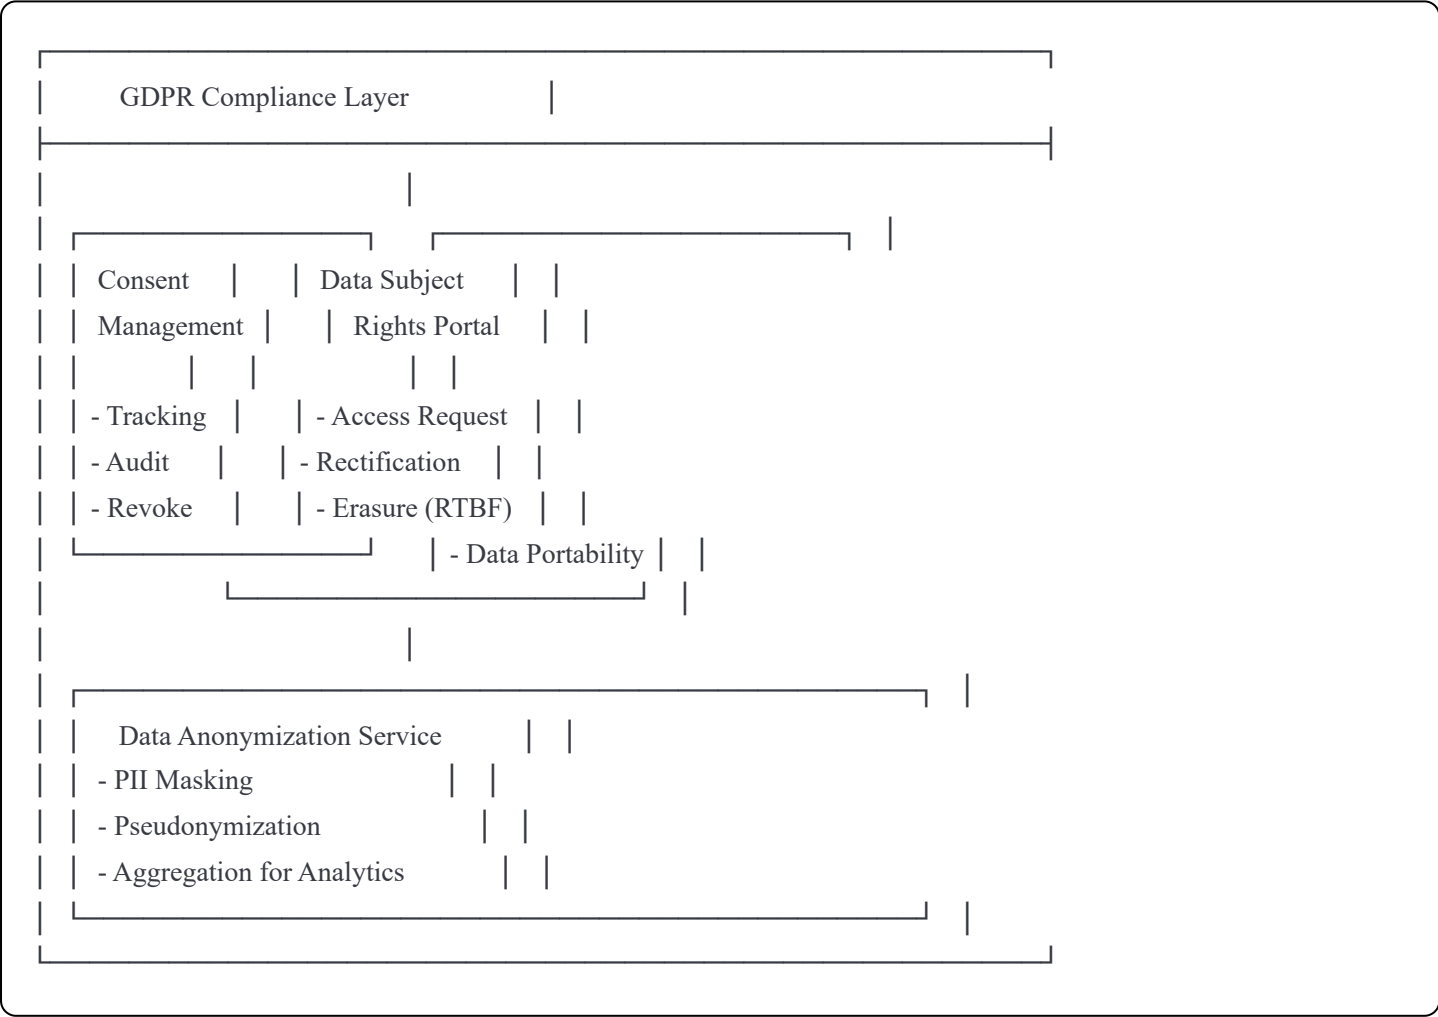 GDPR Compliance Layer
Consent Data Subject
Management Rights Portal
- Tracking - Access Request
- Audit - Rectification
- Revoke - Erasure (RTBF)
- Data Portability
Data Anonymization Service
- PII Masking
- Pseudonymization
- Aggregation for Analytics